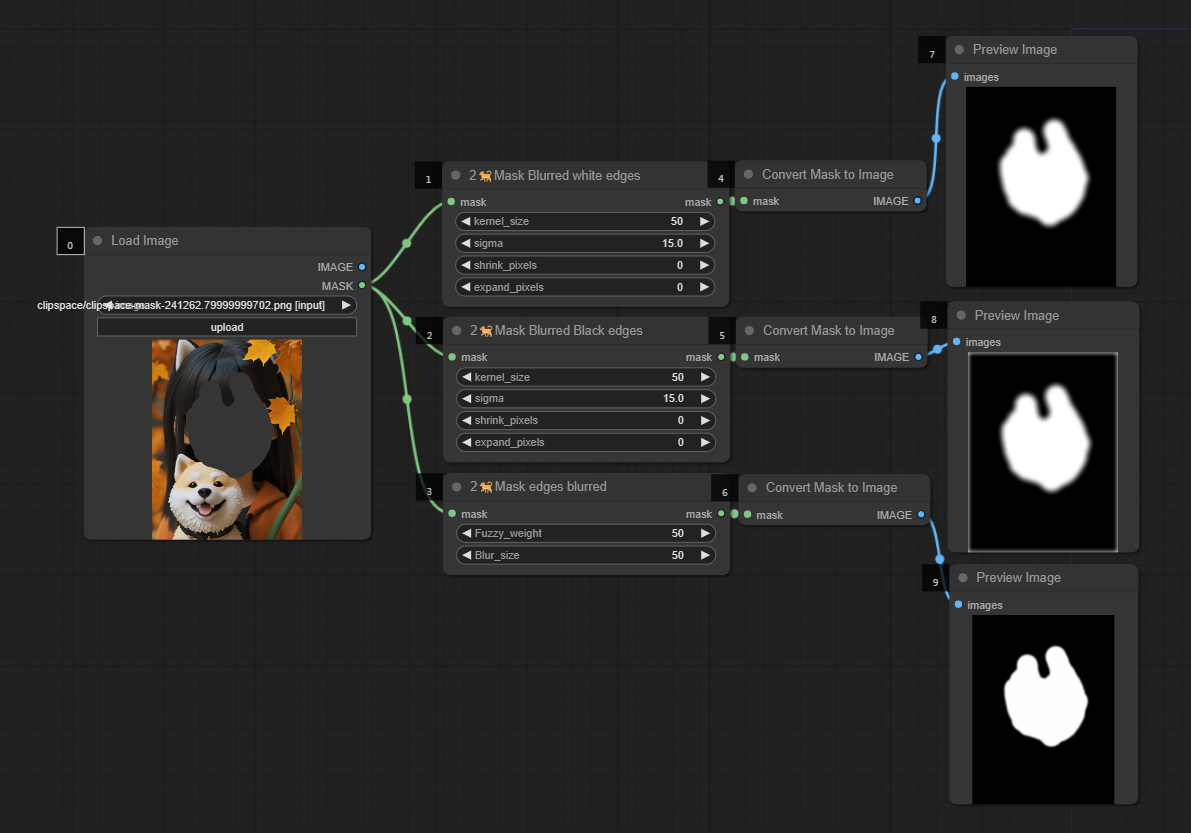 0
Load Image
IMAGE
MASK
clipspace/clipspace-mask-241262.79999999702.png [input]
upload
1
2🐕Mask Blurred white edges
mask mask
kernel_size 50
sigma 15.0
shrink_pixels 0
expand_pixels 0
2
2🐕Mask Blurred Black edges
mask mask
kernel_size 50
sigma 15.0
shrink_pixels 0
expand_pixels 0
3
2🐕Mask edges blurred
mask mask
Fuzzy_weight 50
Blur_size 50
4
Convert Mask to Image
mask IMAGE
5
Convert Mask to Image
mask IMAGE
6
Convert Mask to Image
mask IMAGE
7
Preview Image
images
8
Preview Image
images
9
Preview Image
images